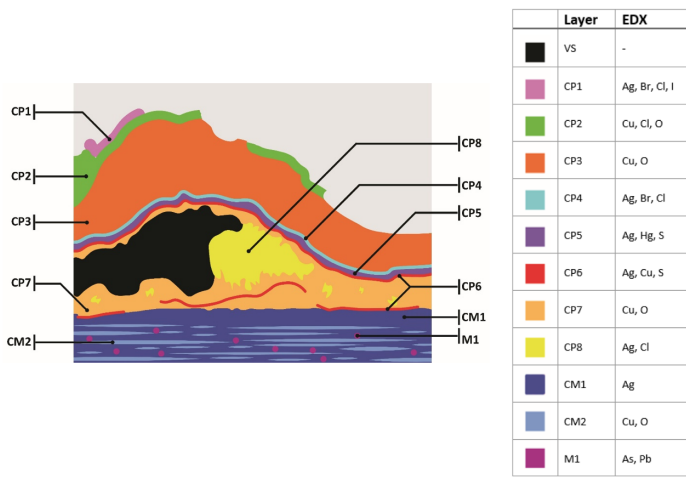 CP1
CP2
CP3
CP7
CM2
CP8
CP4
CP5
CP6
CM1
M1
Layer EDX
VS -
CP1 Ag, Br, Cl, I
CP2 Cu, Cl, O
CP3 Cu, O
CP4 Ag, Br, Cl
CP5 Ag, Hg, S
CP6 Ag, Cu, S
CP7 Cu, O
CP8 Ag, Cl
CM1 Ag
CM2 Cu, O
M1 As, Pb